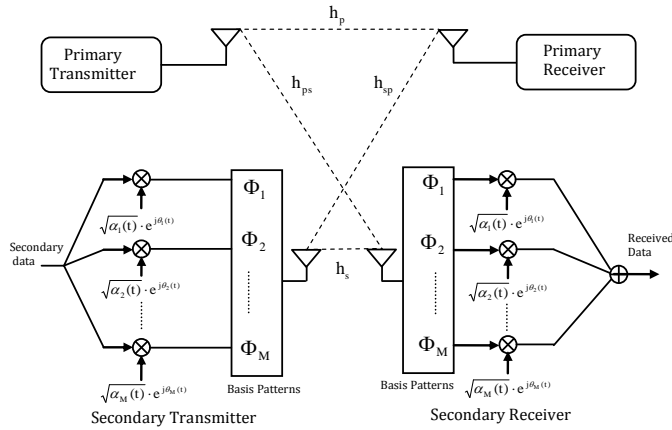 h_p
Primary
Transmitter
Primary
Receiver
h_ps
h_sp
Φ_1
Φ_1
√α_1(t) · e^jθ_1(t)
√α_1(t) · e^jθ_1(t)
Secondary
data
Φ_2
Φ_2
Received
Data
h_s
√α_2(t) · e^jθ_2(t)
√α_2(t) · e^jθ_2(t)
Φ_M
Φ_M
√α_M(t) · e^jθ_M(t)
Basis Patterns
Basis Patterns
√α_M(t) · e^jθ_M(t)
Secondary Transmitter
Secondary Receiver